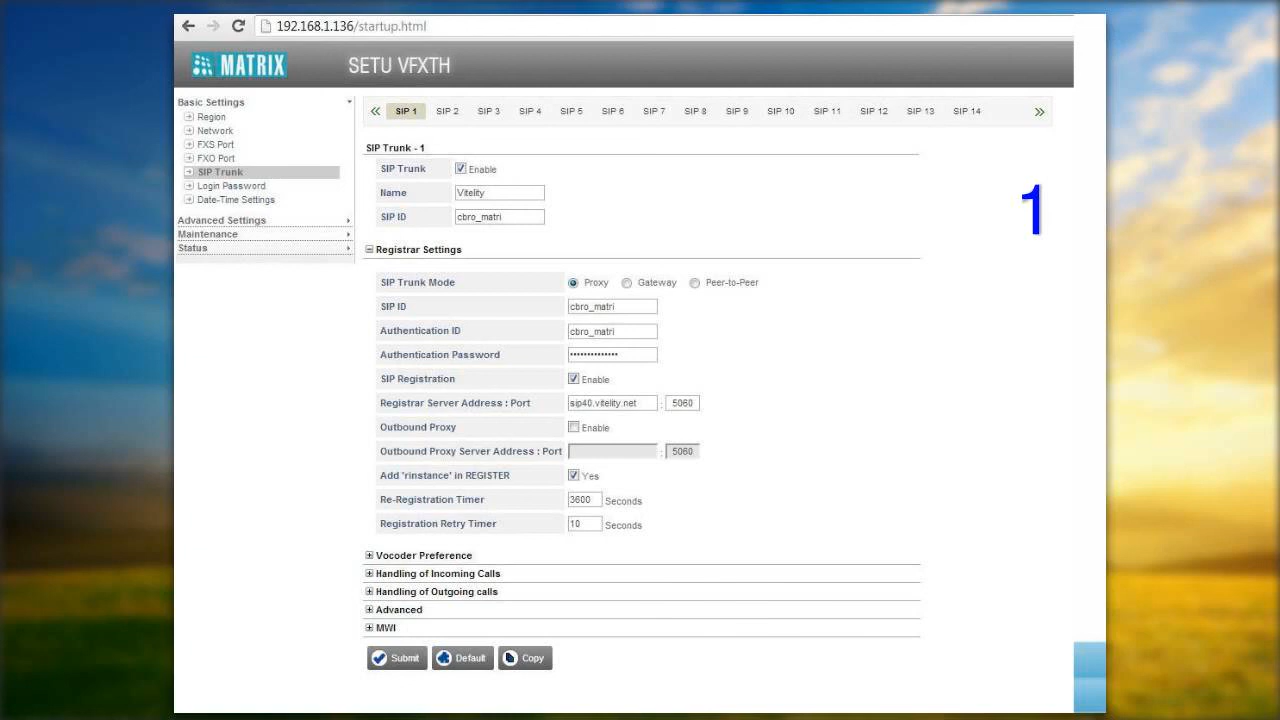 192.168.1.136/startup.html
MATRIX SETU VFXTH
Basic Settings
Region
Network
FXS Port
FXO Port
SIP Trunk
Login Password
Date-Time Settings
Advanced Settings
Maintenance
Status
SIP 1 SIP 2 SIP 3 SIP 4 SIP 5 SIP 6 SIP 7 SIP 8 SIP 9 SIP 10 SIP 11 SIP 12 SIP 13 SIP 14
SIP Trunk - 1
SIP Trunk Enable
Name Vitelity
SIP ID cbro_matri
1
Registrar Settings
SIP Trunk Mode Proxy Gateway Peer-to-Peer
SIP ID cbro_matri
Authentication ID cbro_matri
Authentication Password ••••••••••••••
SIP Registration Enable
Registrar Server Address : Port sip40.vitelity.net : 5060
Outbound Proxy Enable
Outbound Proxy Server Address : Port : 5060
Add 'rinstance' in REGISTER Yes
Re-Registration Timer 3600 Seconds
Registration Retry Timer 10 Seconds
Vocoder Preference
Handling of Incoming Calls
Handling of Outgoing calls
Advanced
MWI
Submit Default Copy